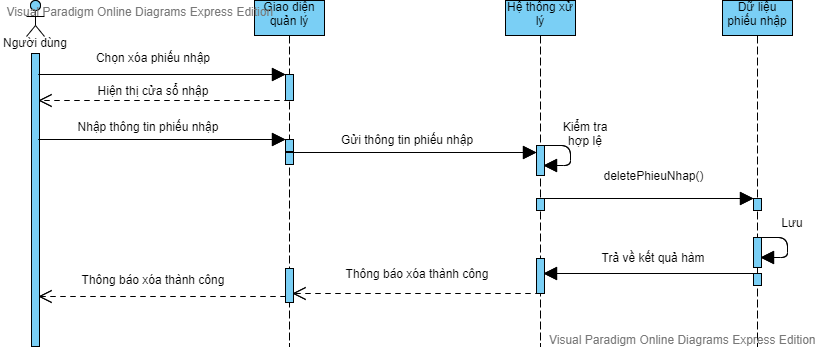 Visual Paradigm Online Diagrams Express Edition
Người dùng
Giao diện
quản lý
Hệ thống xử
lý
Dữ liệu
phiếu nhập
Chọn xóa phiếu nhập
Hiện thị cửa sổ nhập
Nhập thông tin phiếu nhập
Gửi thông tin phiếu nhập
Kiểm tra
hợp lệ
deletePhieuNhap()
Lưu
Trả về kết quả hàm
Thông báo xóa thành công
Thông báo xóa thành công
Visual Paradigm Online Diagrams Express Edition